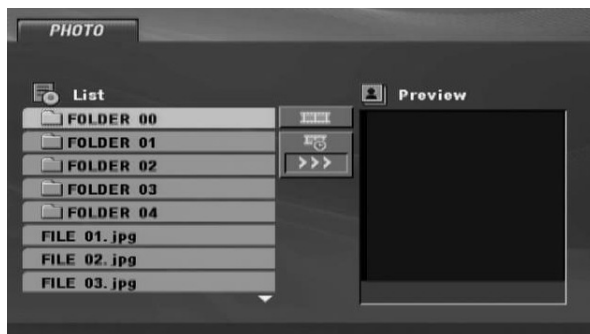 PHOTO
List
Preview
FOLDER 00
FOLDER 01
FOLDER 02
FOLDER 03
FOLDER 04
>>>
FILE 01.jpg
FILE 02.jpg
FILE 03.jpg